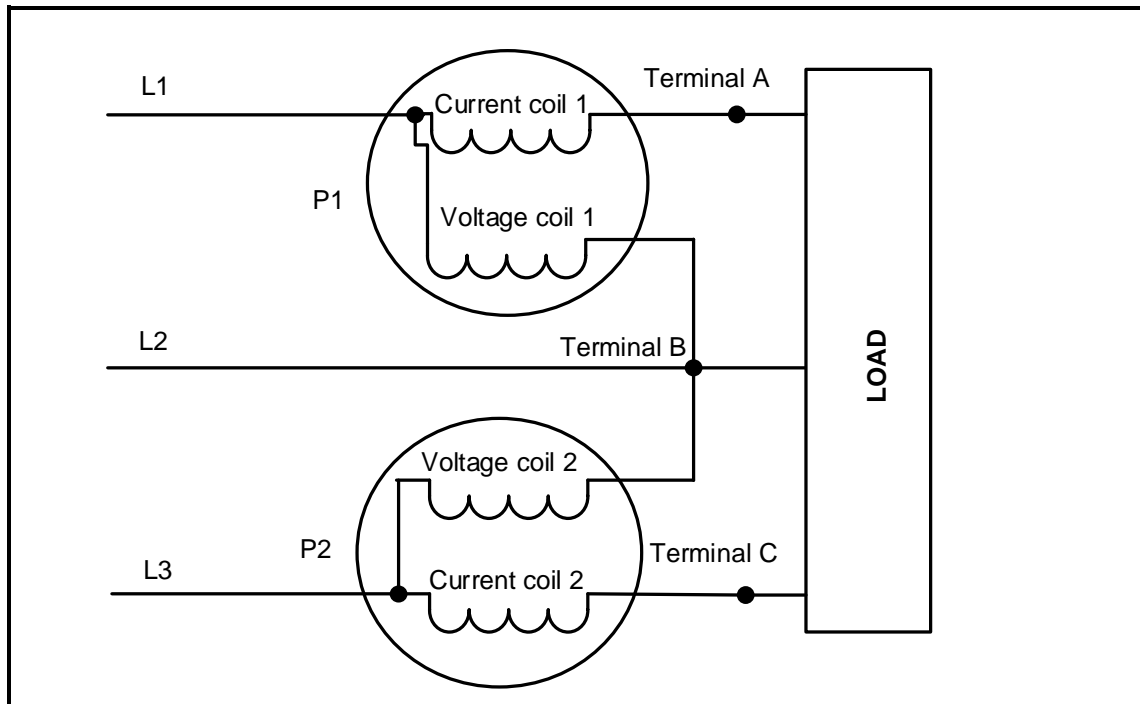 L1
Current coil 1
Terminal A
P1
Voltage coil 1
L2
Terminal B
LOAD
Voltage coil 2
P2
Terminal C
L3
Current coil 2